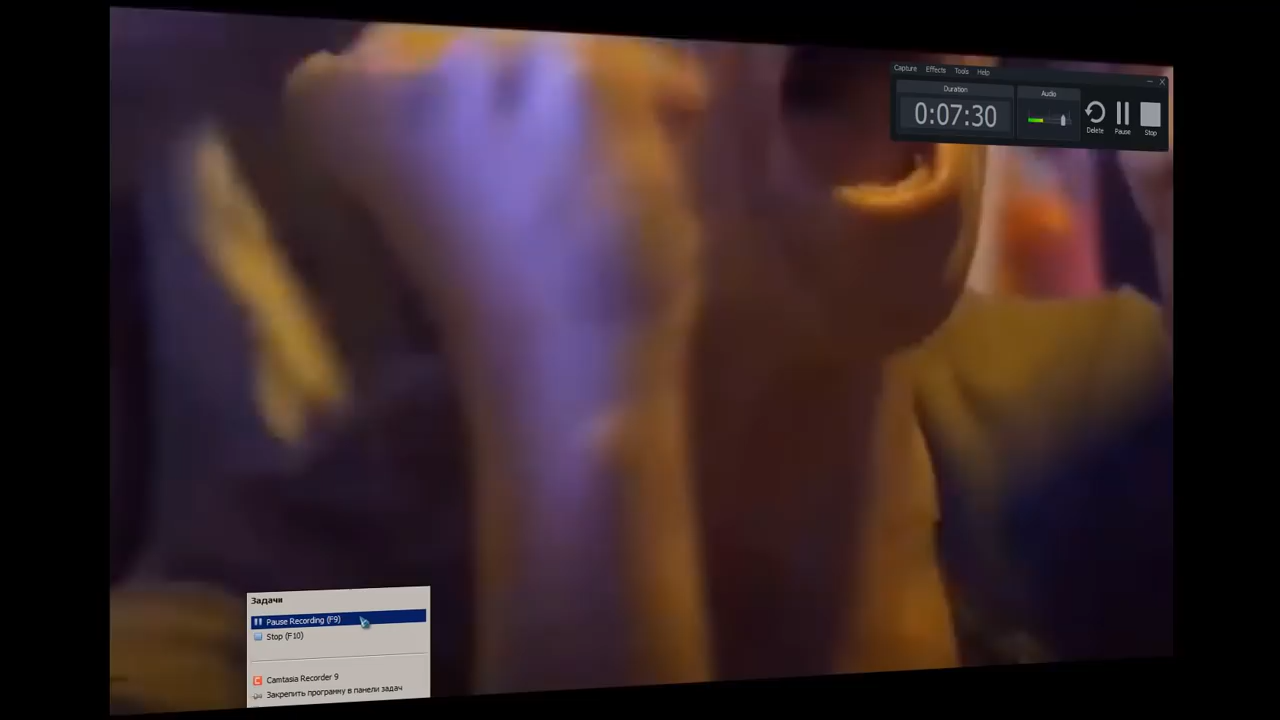 Capture Effects Tools Help
Duration
Audio
0:07:30
Delete
Pause
Stop
Задачи
Pause Recording (F9)
Stop (F10)
Camtasia Recorder 9
Закрепить программу в панели задач